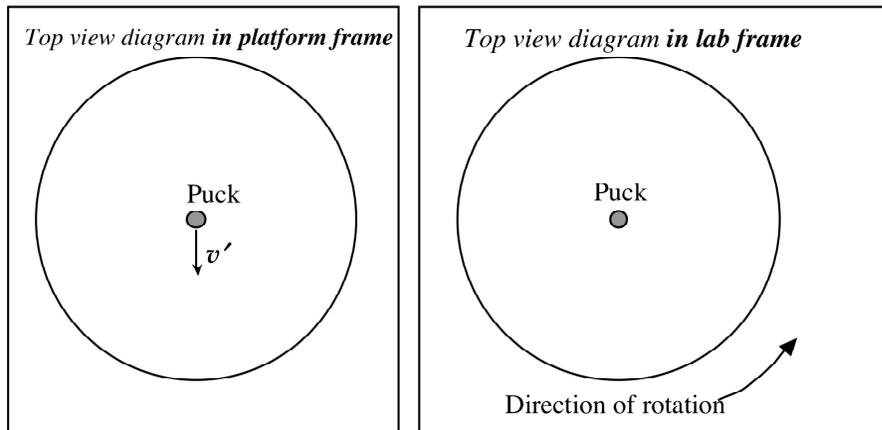 Top view diagram in platform frame
Puck
v′
Top view diagram in lab frame
Puck
Direction of rotation